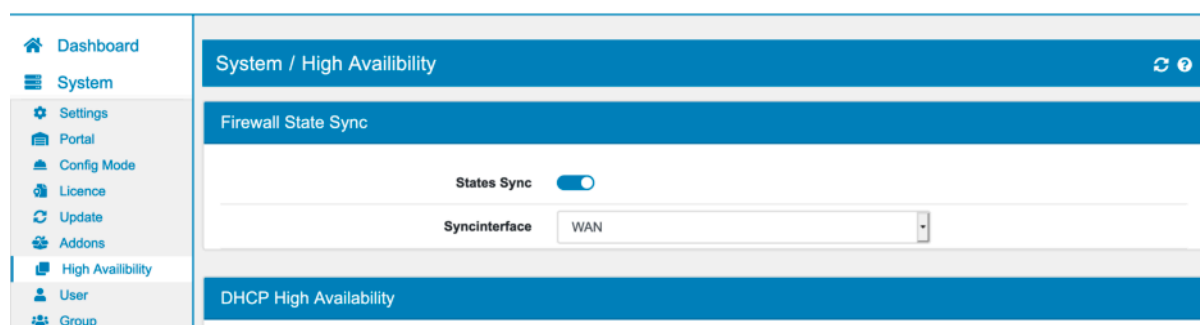 Dashboard
System
Settings
Portal
Config Mode
Licence
Update
Addons
High Availibility
User
Group
System / High Availibility
Firewall State Sync
States Sync
Syncinterface WAN
DHCP High Availability